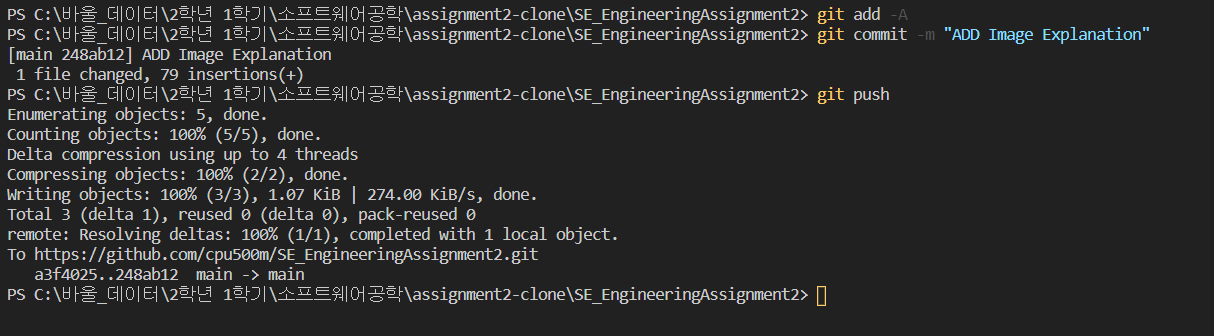 PS C:\바울_데이터\2학년 1학기\소프트웨어공학\assignment2-clone\SE_EngineeringAssignment2> git add -A
PS C:\바울_데이터\2학년 1학기\소프트웨어공학\assignment2-clone\SE_EngineeringAssignment2> git commit -m "ADD Image Explanation"
[main 248ab12] ADD Image Explanation
 1 file changed, 79 insertions(+)
PS C:\바울_데이터\2학년 1학기\소프트웨어공학\assignment2-clone\SE_EngineeringAssignment2> git push
Enumerating objects: 5, done.
Counting objects: 100% (5/5), done.
Delta compression using up to 4 threads
Compressing objects: 100% (2/2), done.
Writing objects: 100% (3/3), 1.07 KiB | 274.00 KiB/s, done.
Total 3 (delta 1), reused 0 (delta 0), pack-reused 0
remote: Resolving deltas: 100% (1/1), completed with 1 local object.
To https://github.com/cpu500m/SE_EngineeringAssignment2.git
   a3f4025..248ab12  main -> main
PS C:\바울_데이터\2학년 1학기\소프트웨어공학\assignment2-clone\SE_EngineeringAssignment2>